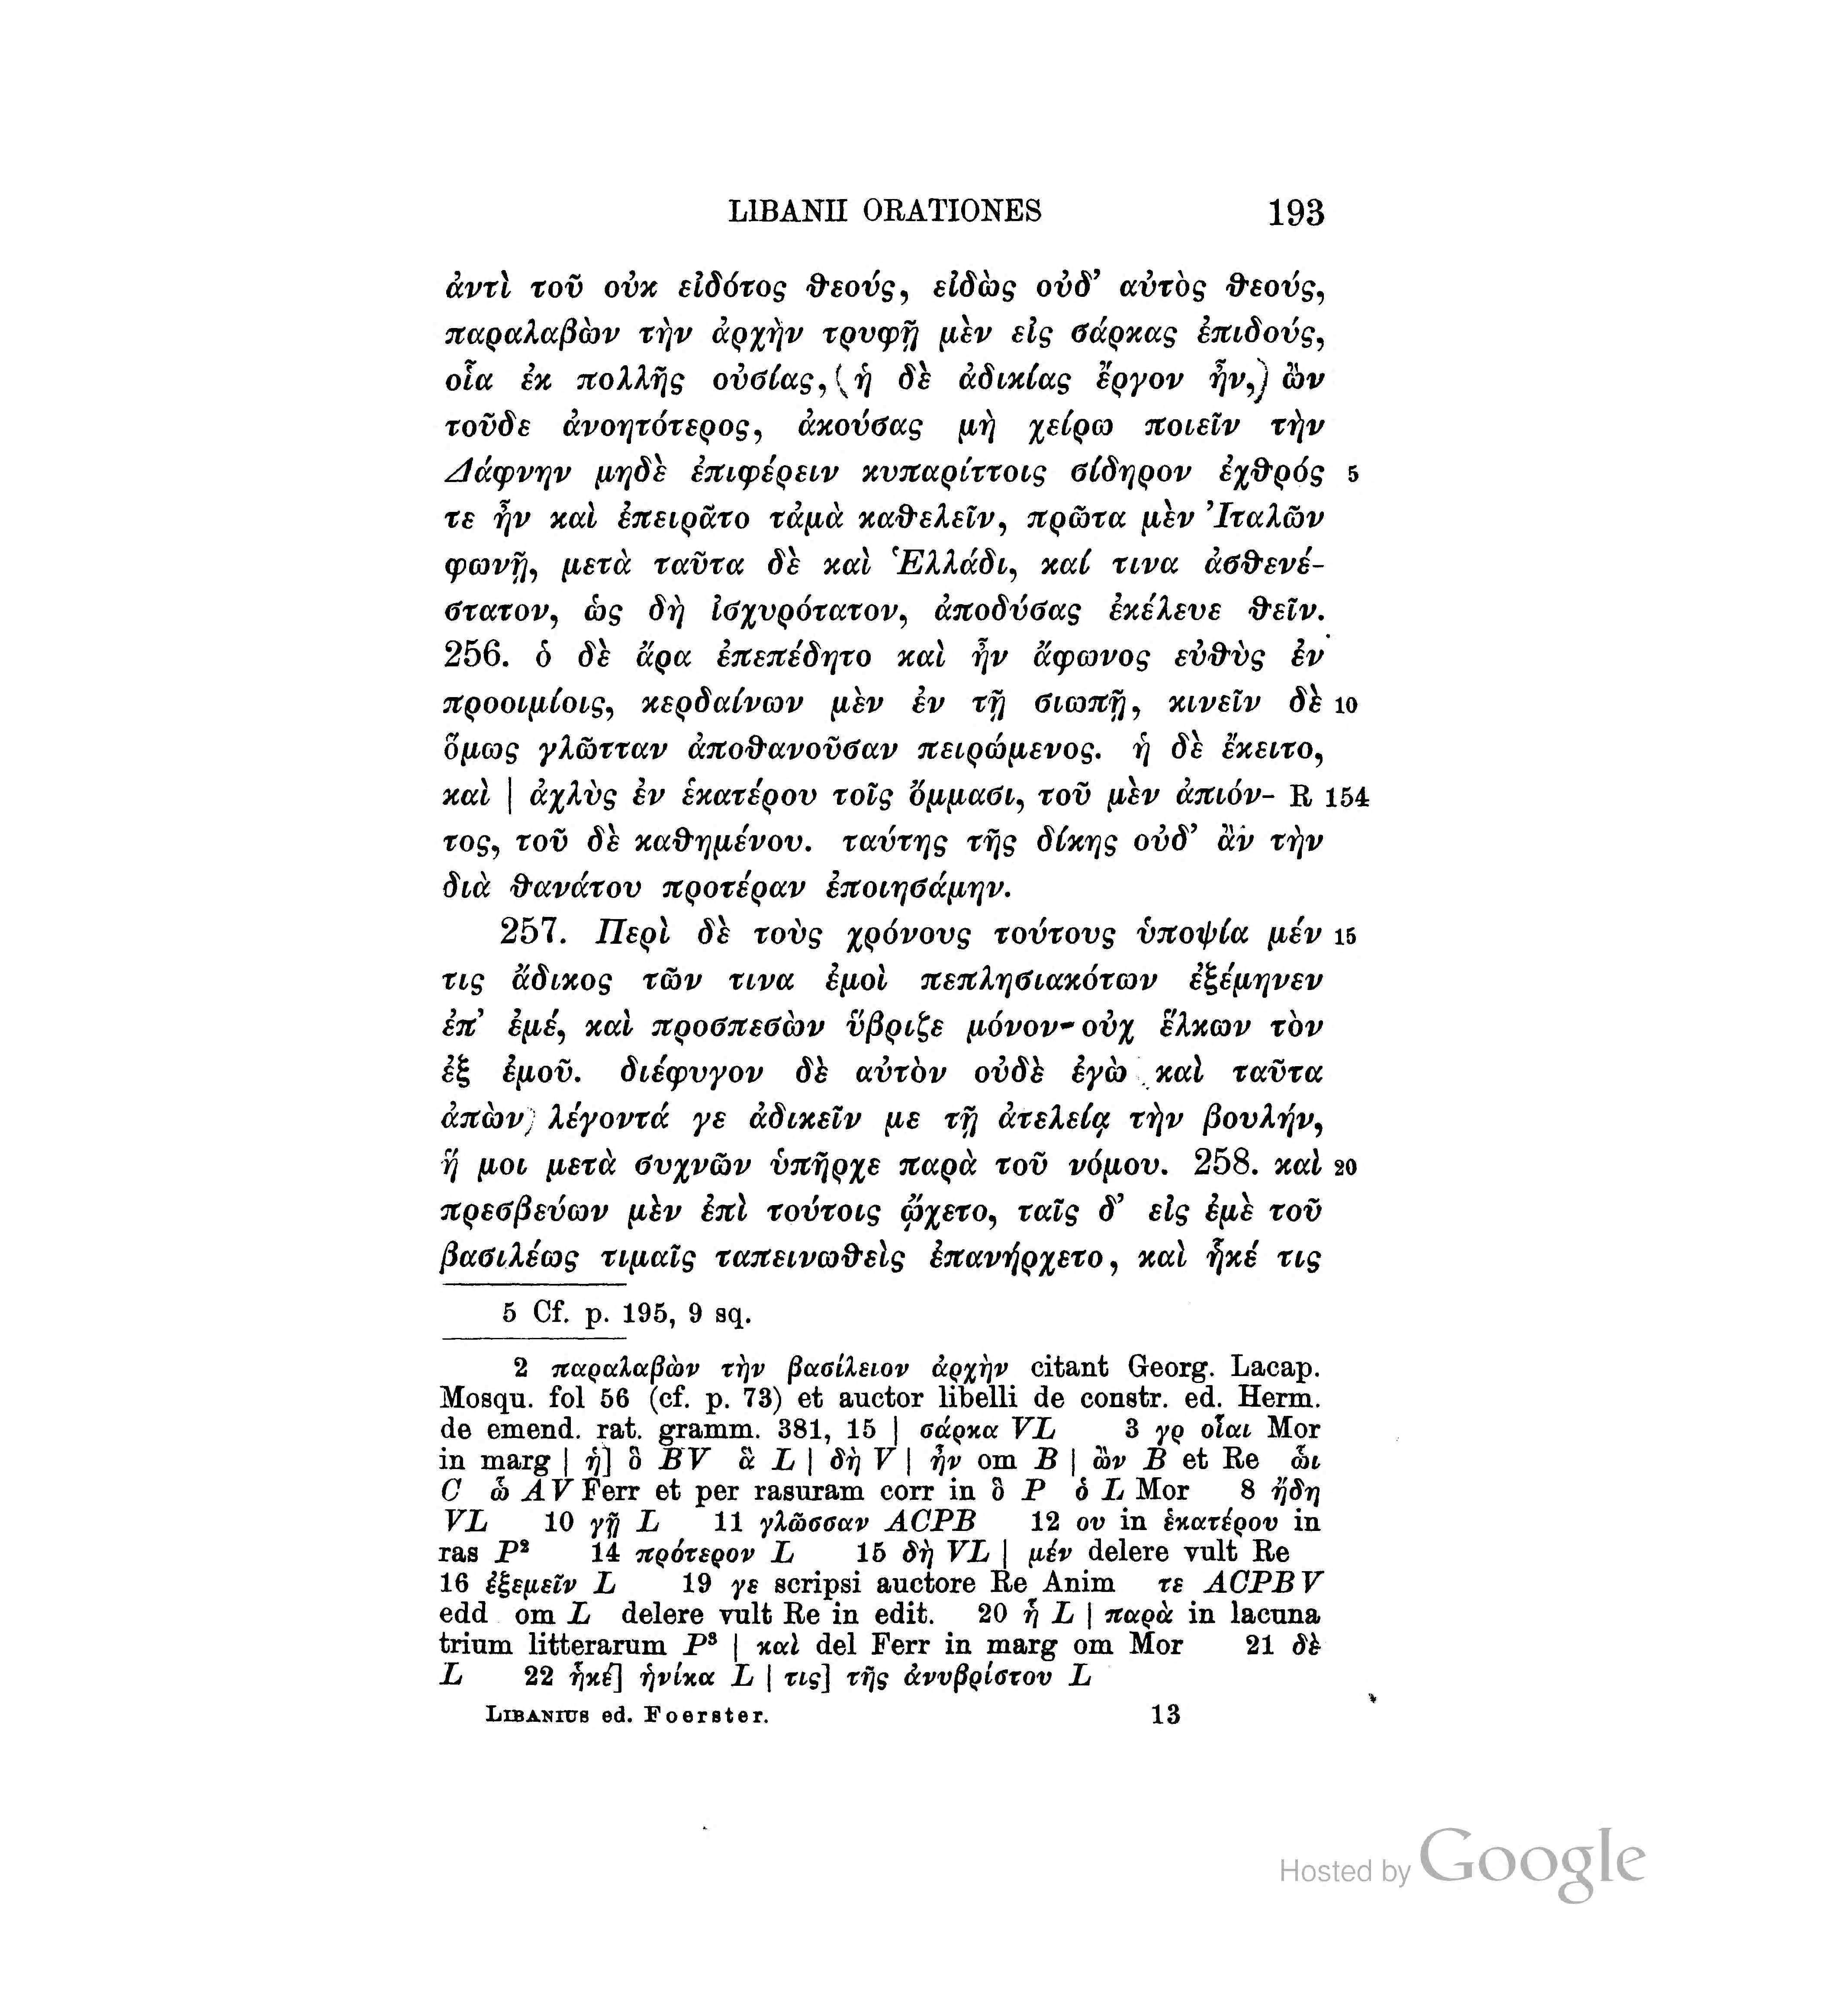 LIBANII ORATIONES 193
ἀντὶ τοῦ οὐκ εἰδότος θεούς, εἰδὼς οὐδ’ αὐτὸς θεούς,
παραλαβὼν τὴν ἀρχὴν τρυφῇ μὲν εἰς σάρκας ἐπιδούς,
οἷα ἐκ πολλῆς οὐσίας, (ἡ δὲ ἀδικίας ἔργον ἦν,) ὢν
τοῦδε ἀνοητότερος, ἀκούσας μὴ χείρω ποιεῖν τὴν
Δάφνην μηδὲ ἐπιφέρειν κυπαρίττοις σίδηρον ἐχθρός 5
τε ἦν καὶ ἐπειρᾶτο τἀμὰ καθελεῖν, πρῶτα μὲν Ἰταλῶν
φωνῇ, μετὰ ταῦτα δὲ καὶ Ἑλλάδι, καί τινα ἀσθενέ-
στατον, ὡς δὴ ἰσχυρότατον, ἀποδύσας ἐκέλευε θεῖν.
256. ὁ δὲ ἄρα ἐπεπέδητο καὶ ἦν ἄφωνος εὐθὺς ἐν
προοιμίοις, κερδαίνων μὲν ἐν τῇ σιωπῇ, κινεῖν δὲ 10
ὅμως γλῶτταν ἀποθανοῦσαν πειρώμενος. ἡ δὲ ἔκειτο,
καὶ | ἀχλὺς ἐν ἑκατέρου τοῖς ὄμμασι, τοῦ μὲν ἀπιόν- R 154
τος, τοῦ δὲ καθημένου. ταύτης τῆς δίκης οὐδ’ ἂν τὴν
διὰ θανάτου προτέραν ἐποιησάμην.
257. Περὶ δὲ τοὺς χρόνους τούτους ὑποψία μέν 15
τις ἄδικος τῶν τινα ἐμοὶ πεπλησιακότων ἐξέμηνεν
ἐπ’ ἐμέ, καὶ προσπεσὼν ὕβριζε μόνον οὐχ ἕλκων τὸν
ἐξ ἐμοῦ. διέφυγον δὲ αὐτὸν οὐδὲ ἐγὼ (καὶ ταῦτα
ἀπὼν) λέγοντά γε ἀδικεῖν με τῇ ἀτελείᾳ τὴν βουλήν,
ἥ μοι μετὰ συχνῶν ὑπῆρχε παρὰ τοῦ νόμου. 258. καὶ 20
πρεσβεύων μὲν ἐπὶ τούτοις ᾤχετο, ταῖς δ’ εἰς ἐμὲ τοῦ
βασιλέως τιμαῖς ταπεινωθεὶς ἐπανήρχετο, καὶ ἧκέ τις
5 Cf. p. 195, 9 sq.
2 παραλαβὼν τὴν βασίλειον ἀρχὴν citant Georg. Lacap.
Mosqu. fol 56 (cf. p. 73) et auctor libelli de constr. ed. Herm.
de emend. rat. gramm. 381, 15 | σάρκα VL 3 γρ οἷαι Mor
in marg | ἡ] ὃ BV ἃ L | δὴ V | ἦν om B | ὢν B et Re ὧι
C ὧ AV Ferr et per rasuram corr in ὃ P ὁ L Mor 8 ἤδη
VL 10 γῇ L 11 γλῶσσαν ACPB 12 ου in ἑκατέρου in
ras P² 14 πρότερον L 15 δὴ VL | μέν delere vult Re
16 ἐξεμεῖν L 19 γε scripsi auctore Re Anim τε ACPBV
edd om L delere vult Re in edit. 20 ἦ L | παρὰ in lacuna
trium litterarum P³ | καὶ del Ferr in marg om Mor 21 δὲ
L 22 ἧκέ] ἡνίκα L | τις] τῆς ἀνυβρίστου L
LIBANIUS ed. Foerster. 13
Hosted by Google